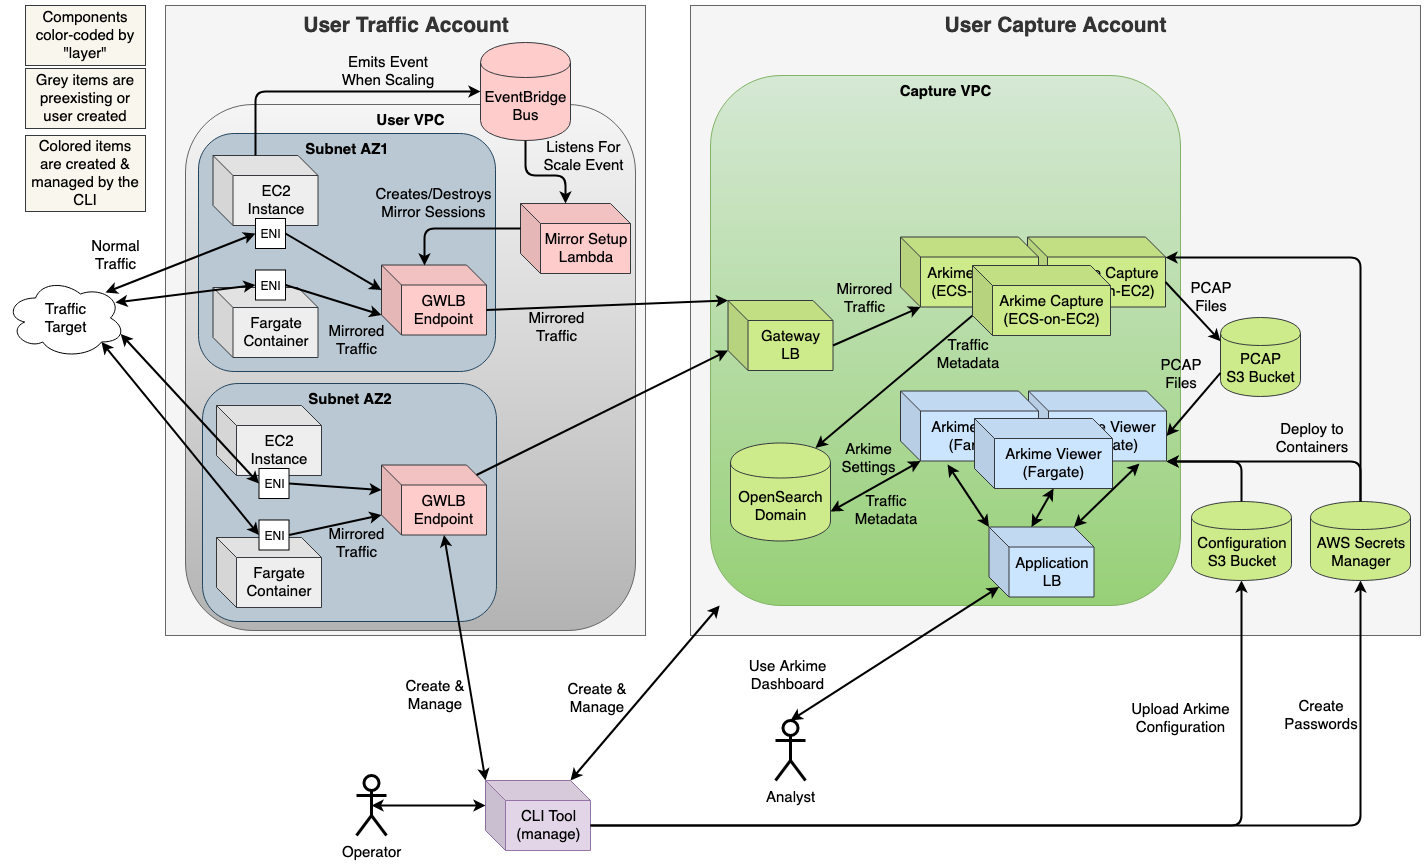 Components
color-coded by
"layer"
Grey items are
preexisting or
user created
Colored items
are created &
managed by the
CLI
User Traffic Account
Emits Event
When Scaling
EventBridge
Bus
User VPC
Subnet AZ1
Listens For
Scale Event
EC2
Instance
ENI
Creates/Destroys
Mirror Sessions
Mirror Setup
Lambda
Normal
Traffic
ENI
Traffic
Target
Fargate
Container
Mirrored
Traffic
GWLB
Endpoint
Mirrored
Traffic
Subnet AZ2
EC2
Instance
ENI
GWLB
Endpoint
ENI
Mirrored
Traffic
Fargate
Container
User Capture Account
Capture VPC
Gateway
LB
Mirrored
Traffic
Arkime
(ECS-
Capture
n-EC2)
Arkime Capture
(ECS-on-EC2)
PCAP
Files
PCAP
S3 Bucket
Traffic
Metadata
PCAP
Files
Arkime
(Far
e Viewer
ate)
Arkime Viewer
(Fargate)
Arkime
Settings
Traffic
Metadata
OpenSearch
Domain
Deploy to
Containers
Application
LB
Configuration
S3 Bucket
AWS Secrets
Manager
Create &
Manage
Create &
Manage
Use Arkime
Dashboard
Upload Arkime
Configuration
Create
Passwords
Analyst
CLI Tool
(manage)
Operator